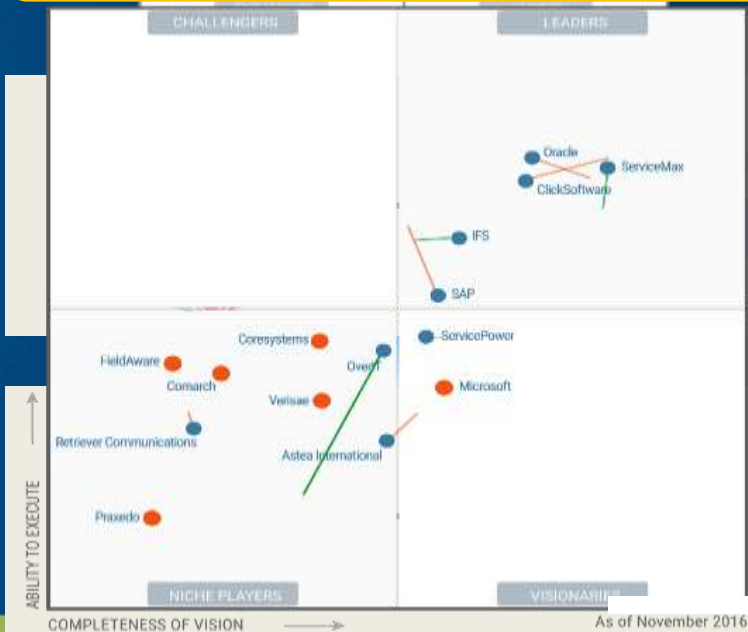 CHALLENGERS
LEADERS
Oracle
ServiceMax
ClickSoftware
IFS
SAP
Coresystems
ServicePower
FieldAware
Comarch
Microsoft
Verisae
Retriever Communications
Astea International
Praxedo
ABILITY TO EXECUTE
NICHE PLAYERS
COMPLETENESS OF VISION
As of November 2016